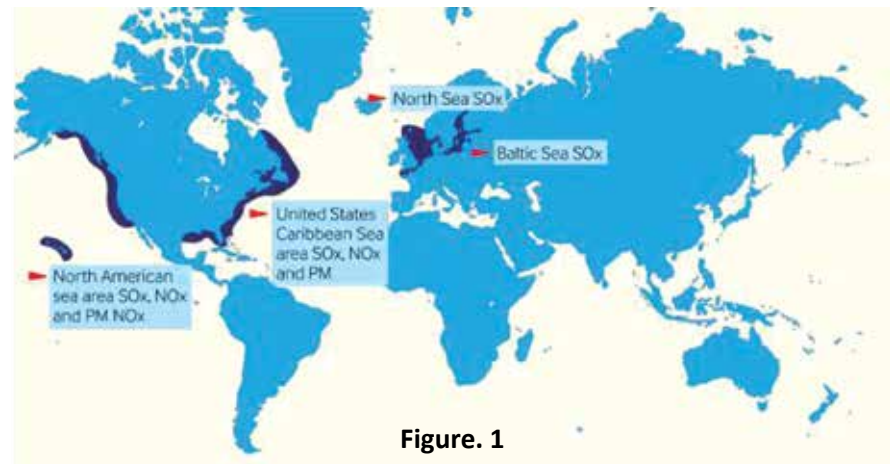 North Sea SOx
Baltic Sea SOx
United States
Caribbean Sea
area SOx, NOx
and PM
North American
sea area SOx, NOx
and PM NOx
Figure. 1